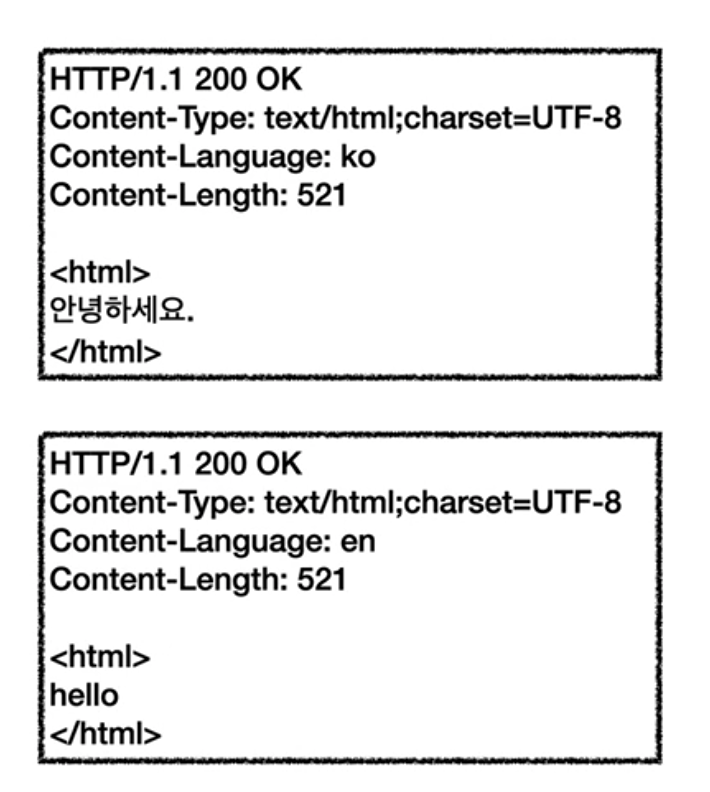 HTTP/1.1 200 OK
Content-Type: text/html;charset=UTF-8
Content-Language: ko
Content-Length: 521
<html>
안녕하세요.
</html>
HTTP/1.1 200 OK
Content-Type: text/html;charset=UTF-8
Content-Language: en
Content-Length: 521
<html>
hello
</html>